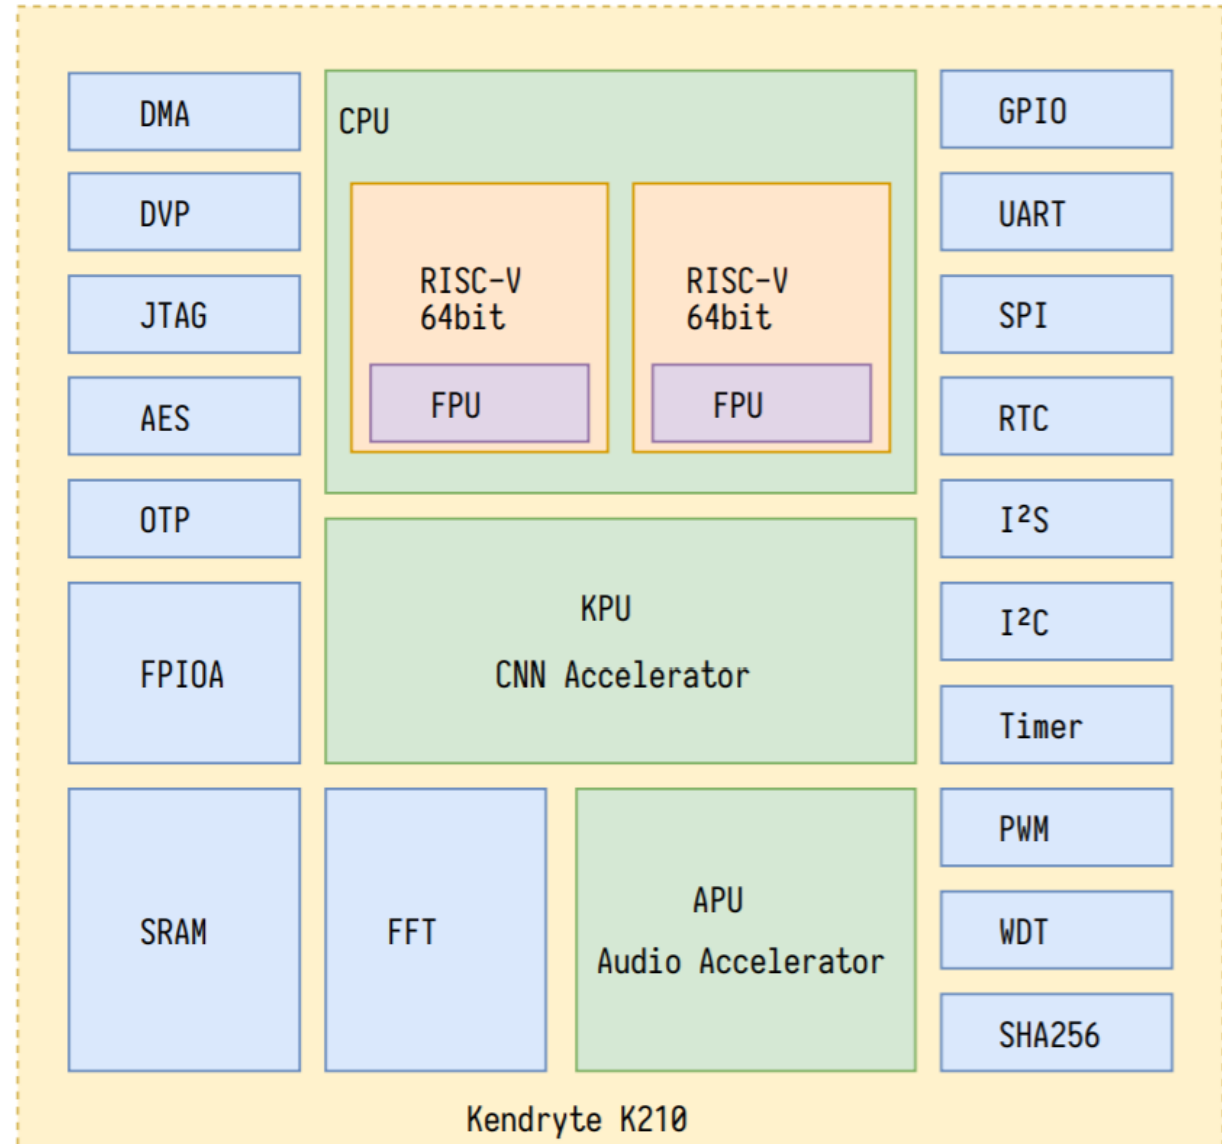 DMA
DVP
JTAG
AES
OTP
FPIOA
SRAM
CPU
RISC-V
64bit
FPU
RISC-V
64bit
FPU
KPU
CNN Accelerator
FFT
APU
Audio Accelerator
GPIO
UART
SPI
RTC
I²S
I²C
Timer
PWM
WDT
SHA256
Kendryte K210